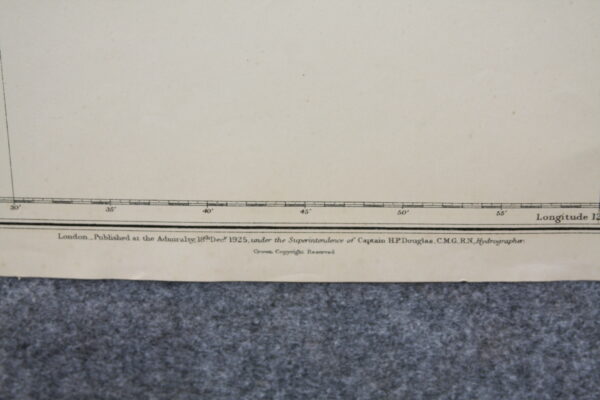 30' 35' 40' 45' 50' 55'
Longitude 12
London. Published at the Admiralty, 18th Decr. 1925, under the Superintendence of Captain H.P. Douglas, C.M.G., R.N., Hydrographer.
Crown Copyright Reserved